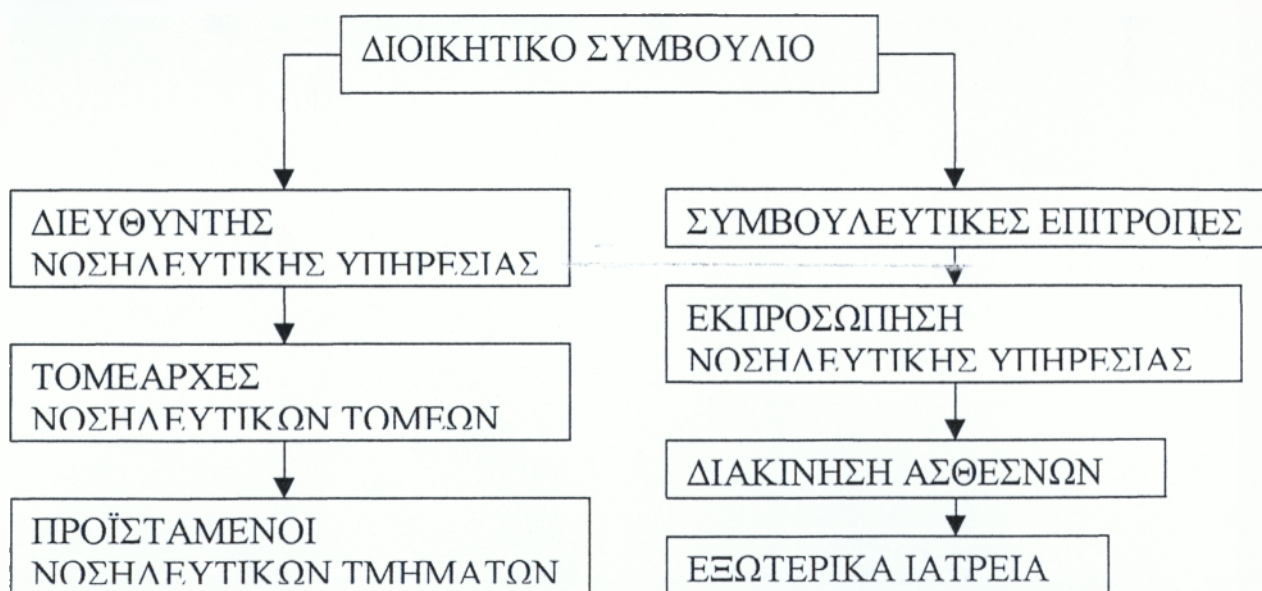 ΔΙΟΙΚΗΤΙΚΟ ΣΥΜΒΟΥΛΙΟ
ΔΙΕΥΘΥΝΤΗΣ
ΝΟΣΗΛΕΥΤΙΚΗΣ ΥΠΗΡΕΣΙΑΣ
ΤΟΜΕΑΡΧΕΣ
ΝΟΣΗΛΕΥΤΙΚΩΝ ΤΟΜΕΩΝ
ΠΡΟΪΣΤΑΜΕΝΟΙ
ΝΟΣΗΛΕΥΤΙΚΩΝ ΤΜΗΜΑΤΩΝ
ΣΥΜΒΟΥΛΕΥΤΙΚΕΣ ΕΠΙΤΡΟΠΕΣ
ΕΚΠΡΟΣΩΠΗΣΗ
ΝΟΣΗΛΕΥΤΙΚΗΣ ΥΠΗΡΕΣΙΑΣ
ΔΙΑΚΙΝΗΣΗ ΑΣΘΕΣΝΩΝ
ΕΞΩΤΕΡΙΚΑ ΙΑΤΡΕΙΑ